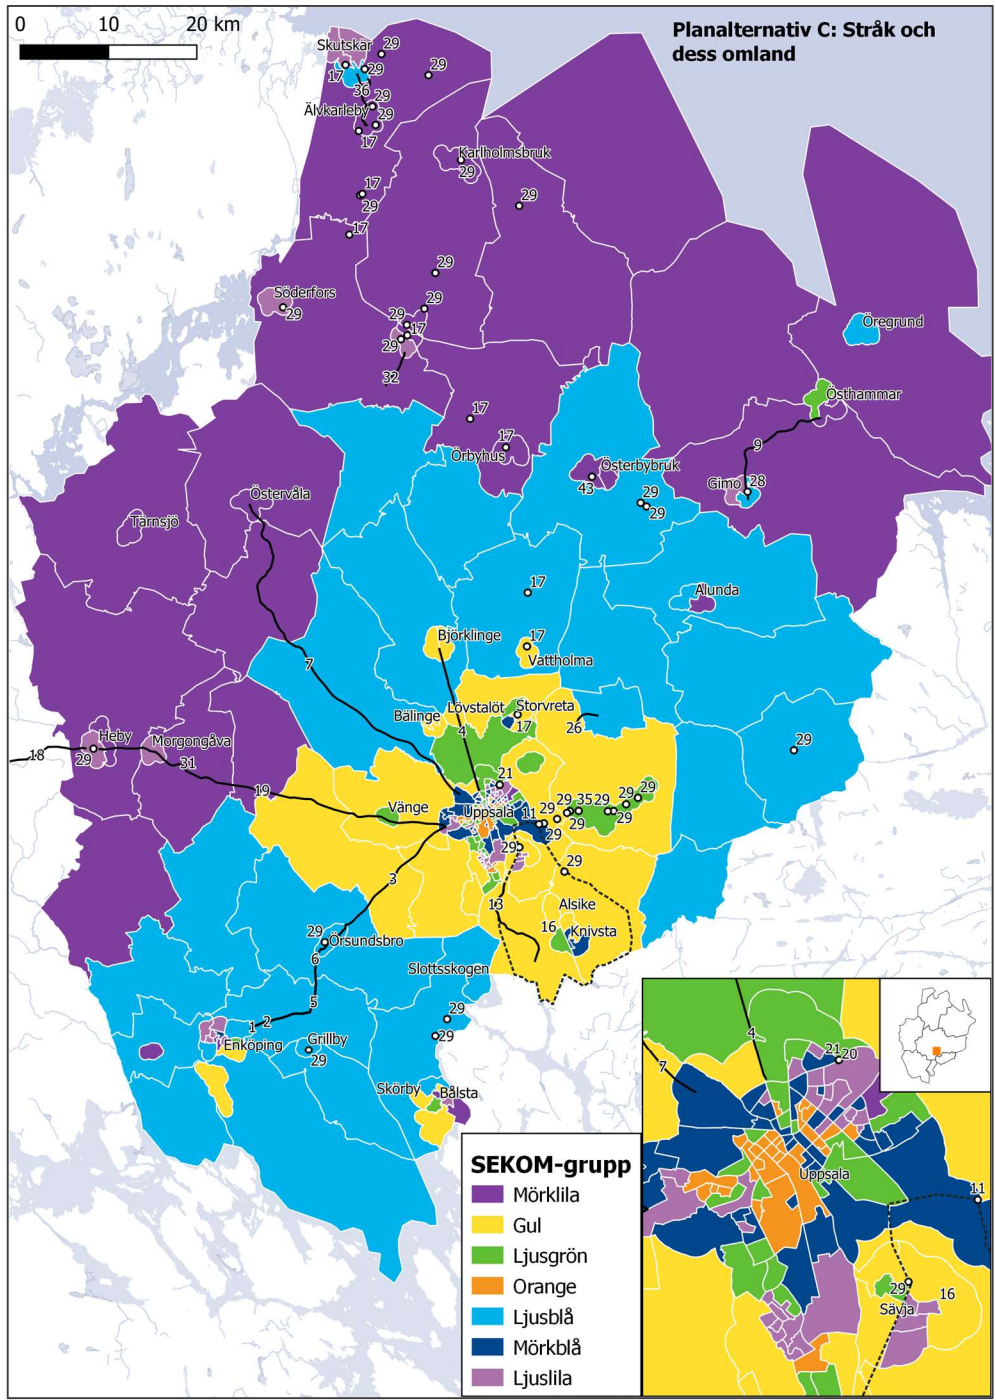 0 10 20 km
Planalternativ C: Stråk och
dess omland
Skutskär
29
17
29
29
36
29
Älvkarleby
29
17
Karlholmsbruk
29
17
29
29
17
29
Söderfors
29
29
29
17
29
32
Öregrund
Östhammar
17
17
Örbyhus
9
Österbybruk
43
Gimo
28
29
29
Östervåla
Tärnsjö
17
Alunda
Björklinge
17
Vattholma
7
Lövstalöt
Storvreta
Bälinge
17
4
26
Heby
Morgongåva
18
29
31
29
19
21
Vänge
Uppsala
11
29
29
35
29
29
29
29
29
29
29
29
3
13
Alsike
16
Knivsta
29
Örsundsbro
6
Slottsskogen
5
1
2
29
29
Enköping
Grillby
29
Skörby
Bålsta
SEKOM-grupp
Mörklila
Gul
Ljusgrön
Orange
Ljusblå
Mörkblå
Ljuslila
4
7
21
20
Uppsala
11
29
16
Sävja